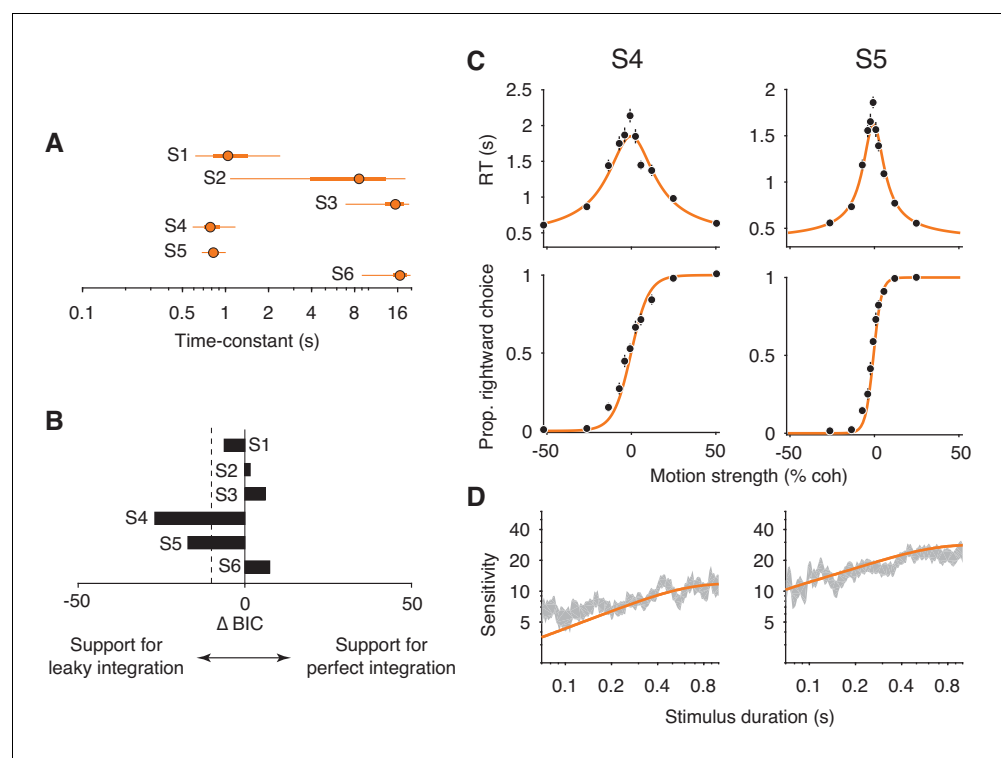 A
S1
S2
S3
S4
S5
S6
0.1 0.5 1 2 4 8 16
Time-constant (s)
B
S1
S2
S3
S4
S5
S6
-50 0 50
Δ BIC
Support for
leaky integration
Support for
perfect integration
C
S4 S5
2.5
2
1.5
1
0.5
RT (s)
2
1.5
1
0.5
1
0.5
0
Prop. rightward choice
1
0.5
0
-50 0 50
-50 0 50
Motion strength (% coh)
D
40
20
10
5
Sensitivity
40
20
10
5
0.1 0.2 0.4 0.8
0.1 0.2 0.4 0.8
Stimulus duration (s)